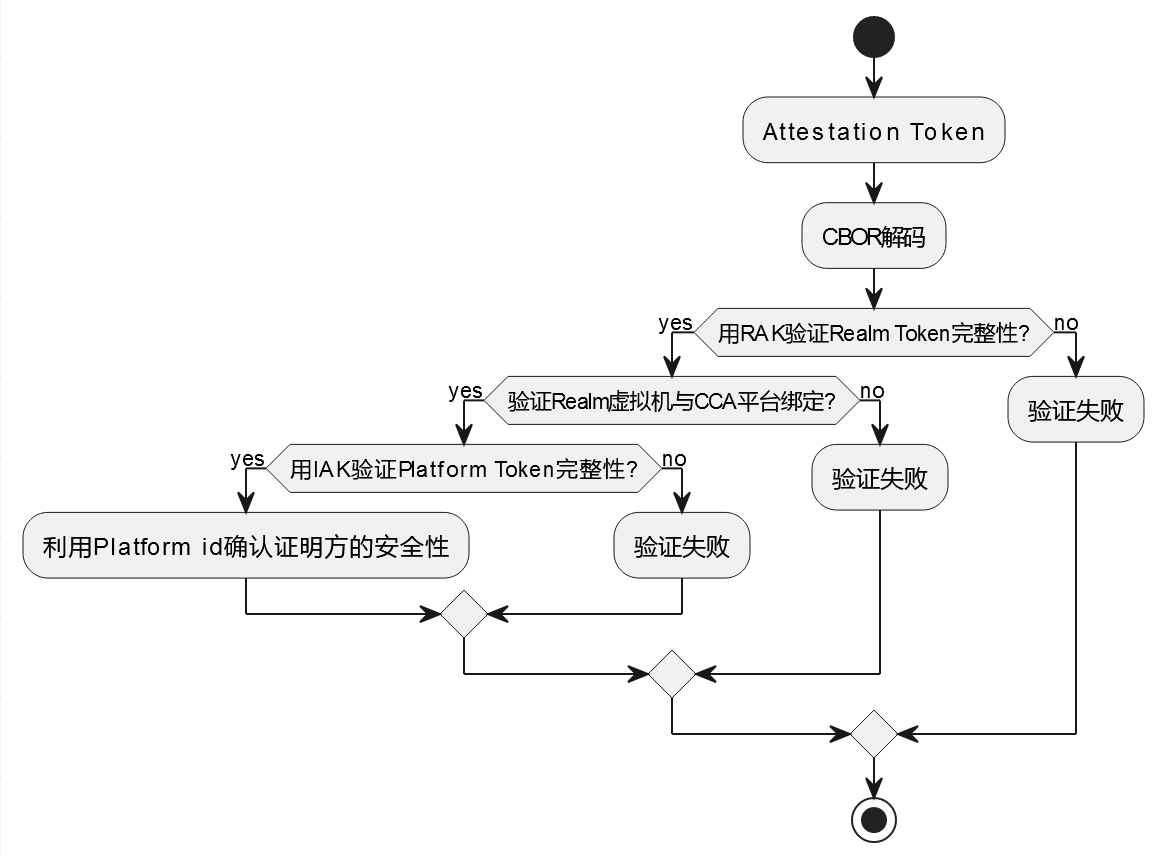 Attestation Token
CBOR解码
yes
用RAK验证Realm Token完整性?
no
yes
验证Realm虚拟机与CCA平台绑定?
no
验证失败
yes
用IAK验证Platform Token完整性?
no
验证失败
利用Platform id确认证明方的安全性
验证失败